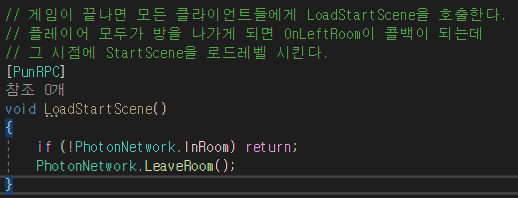 // 게임이 끝나면 모든 클라이언트들에게 LoadStartScene을 호출한다.
// 플레이어 모두가 방을 나가게 되면 OnLeftRoom이 콜백이 되는데
// 그 시점에 StartScene을 로드레벨 시킨다.
[PunRPC]
참조 0개
void LoadStartScene()
{
    if (!PhotonNetwork.InRoom) return;
    PhotonNetwork.LeaveRoom();
}